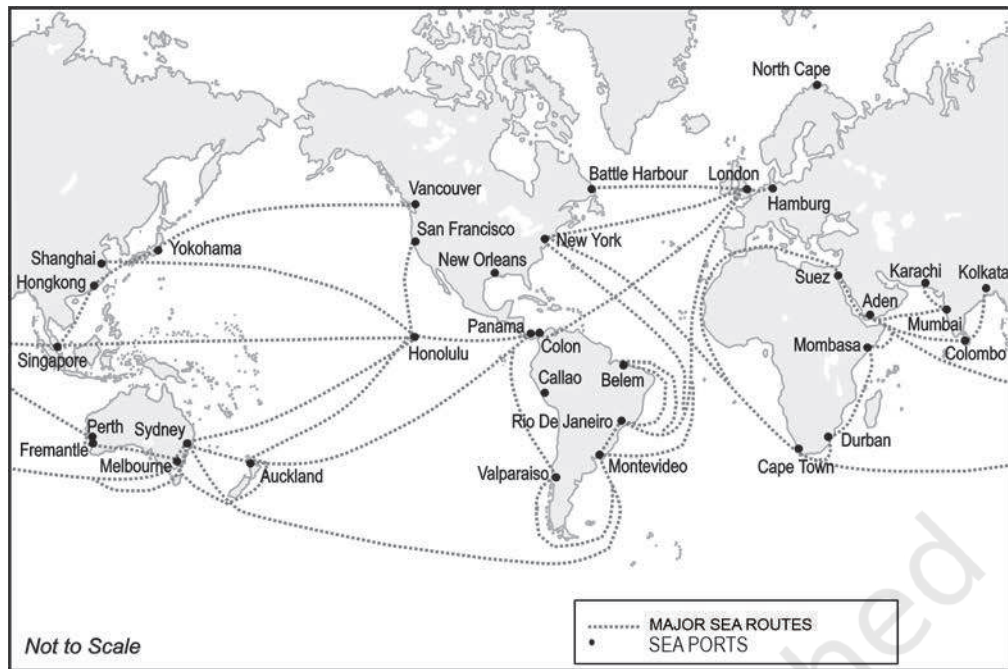 North Cape
Battle Harbour
London
Hamburg
Vancouver
San Francisco
New York
Yokohama
Shanghai
Hongkong
New Orleans
Suez
Karachi
Kolkata
Aden
Mumbai
Panama
Colon
Honolulu
Singapore
Mombasa
Colombo
Callao
Belem
Perth
Sydney
Rio De Janeiro
Fremantle
Melbourne
Auckland
Valparaiso
Montevideo
Cape Town
Durban
MAJOR SEA ROUTES
SEA PORTS
Not to Scale
hed